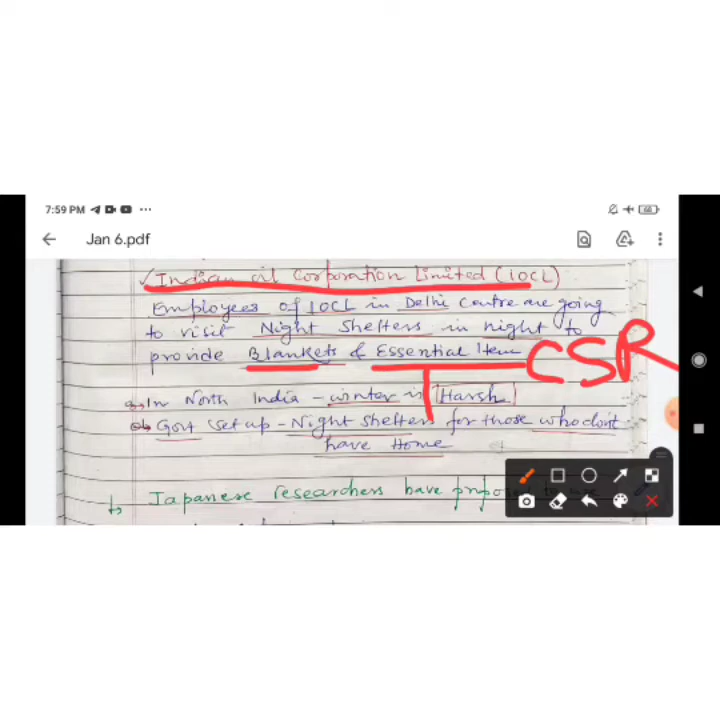 7:59 PM
60
Jan 6.pdf
Indian oil Corporation Limited (IOCL)
Employees of IOCL in Delhi Centre are going
to visit Night Shelters in night to
provide Blankets & Essential Item CSR
a) In North India - winter is Harsh
b) Govt set up - Night Shelters for those who don't
have Home
Japanese researchers have